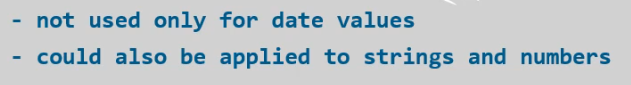 - not used only for date values
- could also be applied to strings and numbers